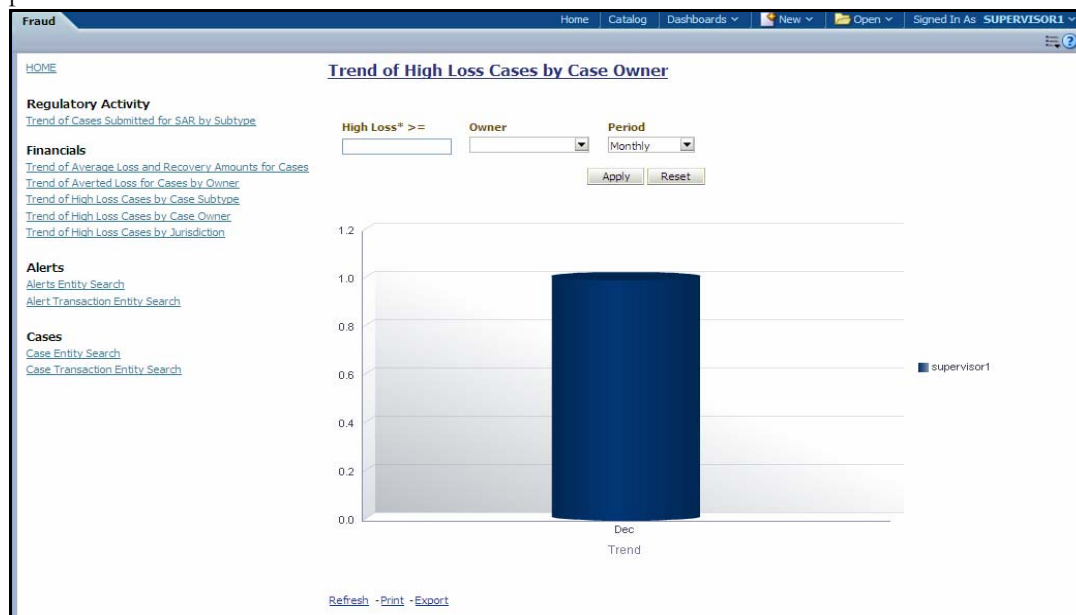 Fraud
Home Catalog Dashboards New Open Signed In As SUPERVISOR1
HOME
Regulatory Activity
Trend of Cases Submitted for SAR by Subtype
Financials
Trend of Average Loss and Recovery Amounts for Cases
Trend of Averted Loss for Cases by Owner
Trend of High Loss Cases by Case Subtype
Trend of High Loss Cases by Case Owner
Trend of High Loss Cases by Jurisdiction
Alerts
Alerts Entity Search
Alert Transaction Entity Search
Cases
Case Entity Search
Case Transaction Entity Search
Trend of High Loss Cases by Case Owner
High Loss* >= Owner Period
Monthly
Apply Reset
1.2
1.0
0.8
0.6
0.4
0.2
0.0
Dec
Trend
supervisor1
Refresh - Print - Export